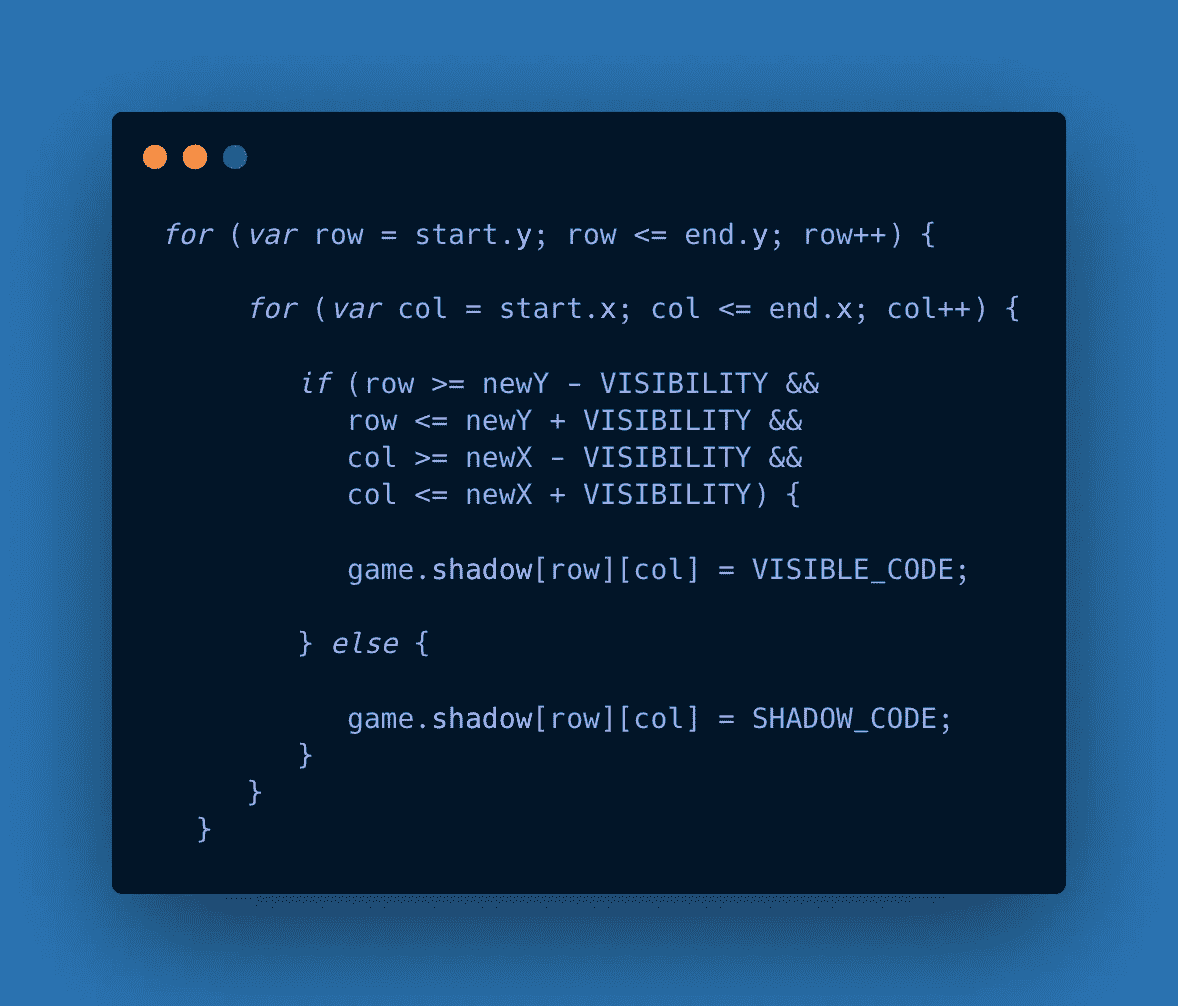 for (var row = start.y; row <= end.y; row++) {
for (var col = start.x; col <= end.x; col++) {
if (row >= newY - VISIBILITY &&
row <= newY + VISIBILITY &&
col >= newX - VISIBILITY &&
col <= newX + VISIBILITY) {
game.shadow[row][col] = VISIBLE_CODE;
} else {
game.shadow[row][col] = SHADOW_CODE;
}
}
}